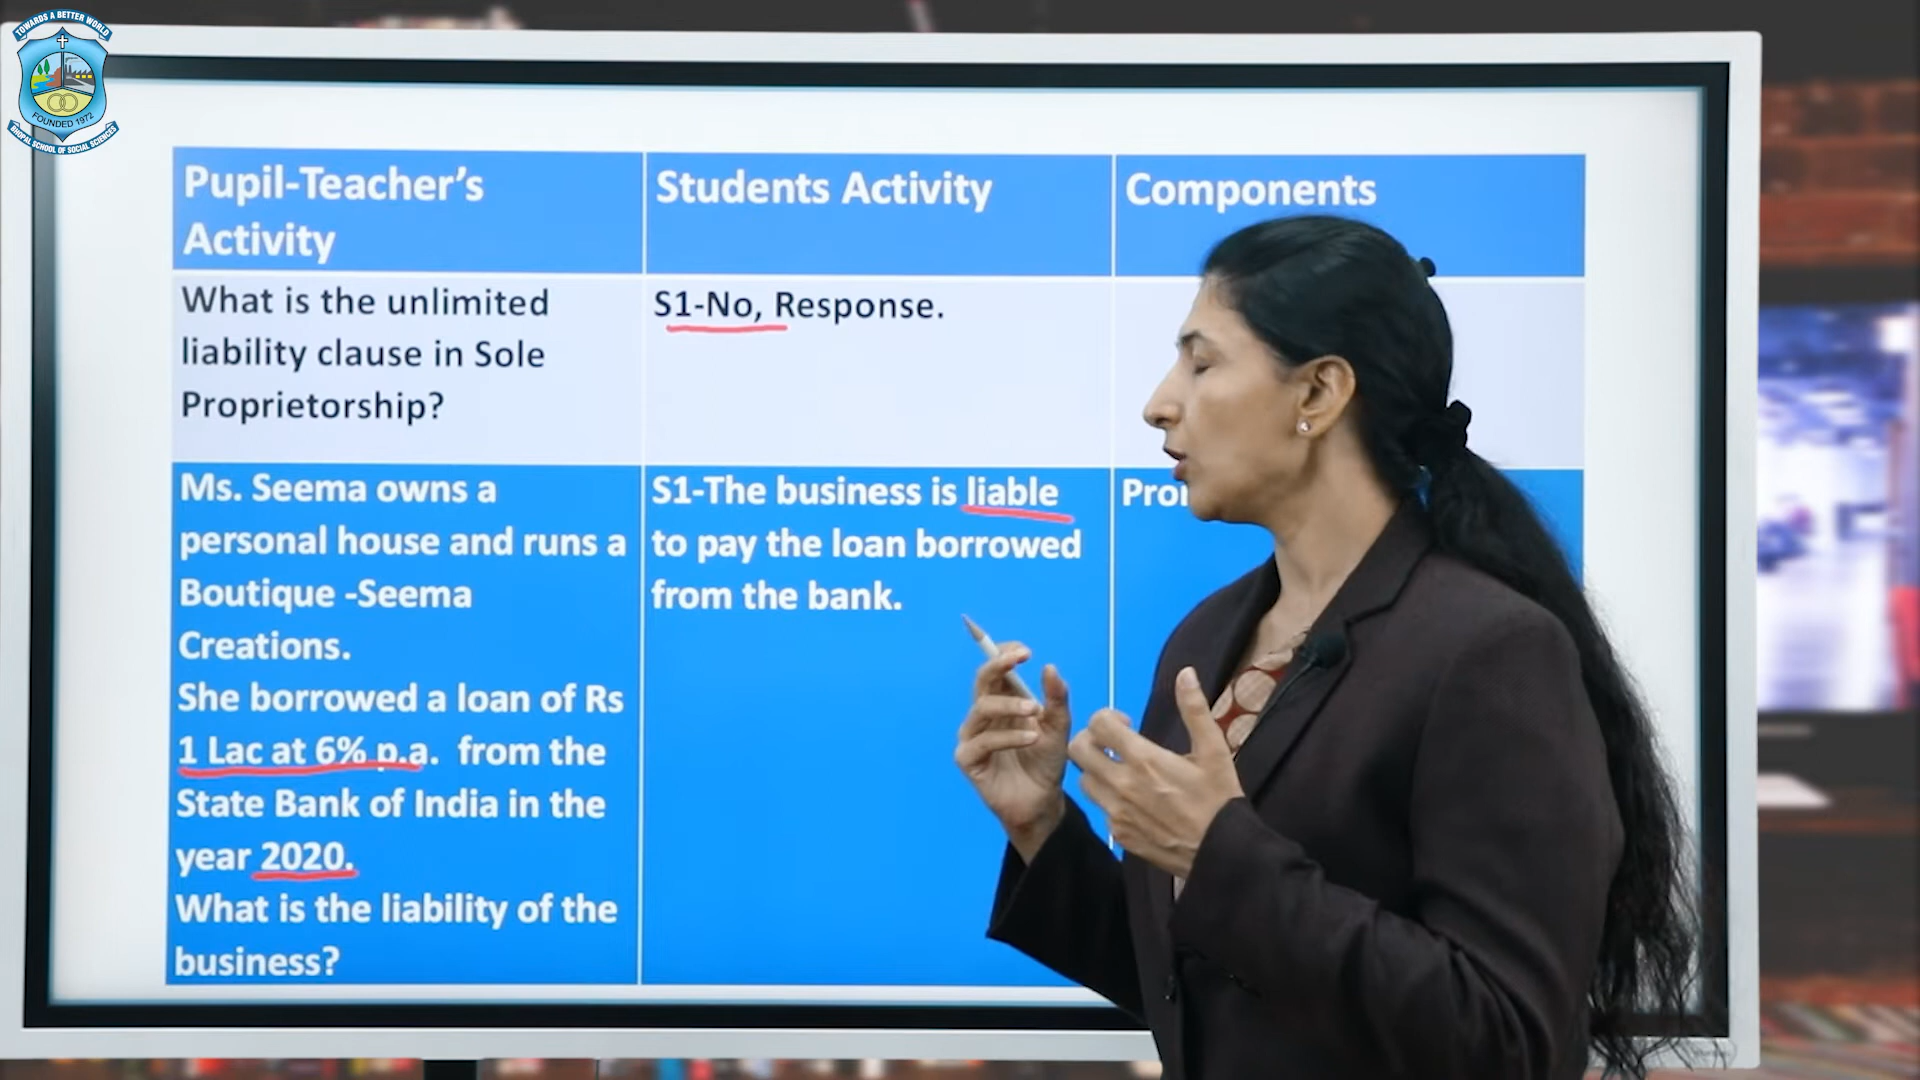 TOWARDS A BETTER WORLD
FOUNDED 1972
BHOPAL SCHOOL OF SOCIAL SCIENCES
Pupil-Teacher’s
Activity
Students Activity
Components
What is the unlimited
liability clause in Sole
Proprietorship?
S1-No, Response.
Ms. Seema owns a
personal house and runs a
Boutique -Seema
Creations.
She borrowed a loan of Rs
1 Lac at 6% p.a. from the
State Bank of India in the
year 2020.
What is the liability of the
business?
S1-The business is liable
to pay the loan borrowed
from the bank.